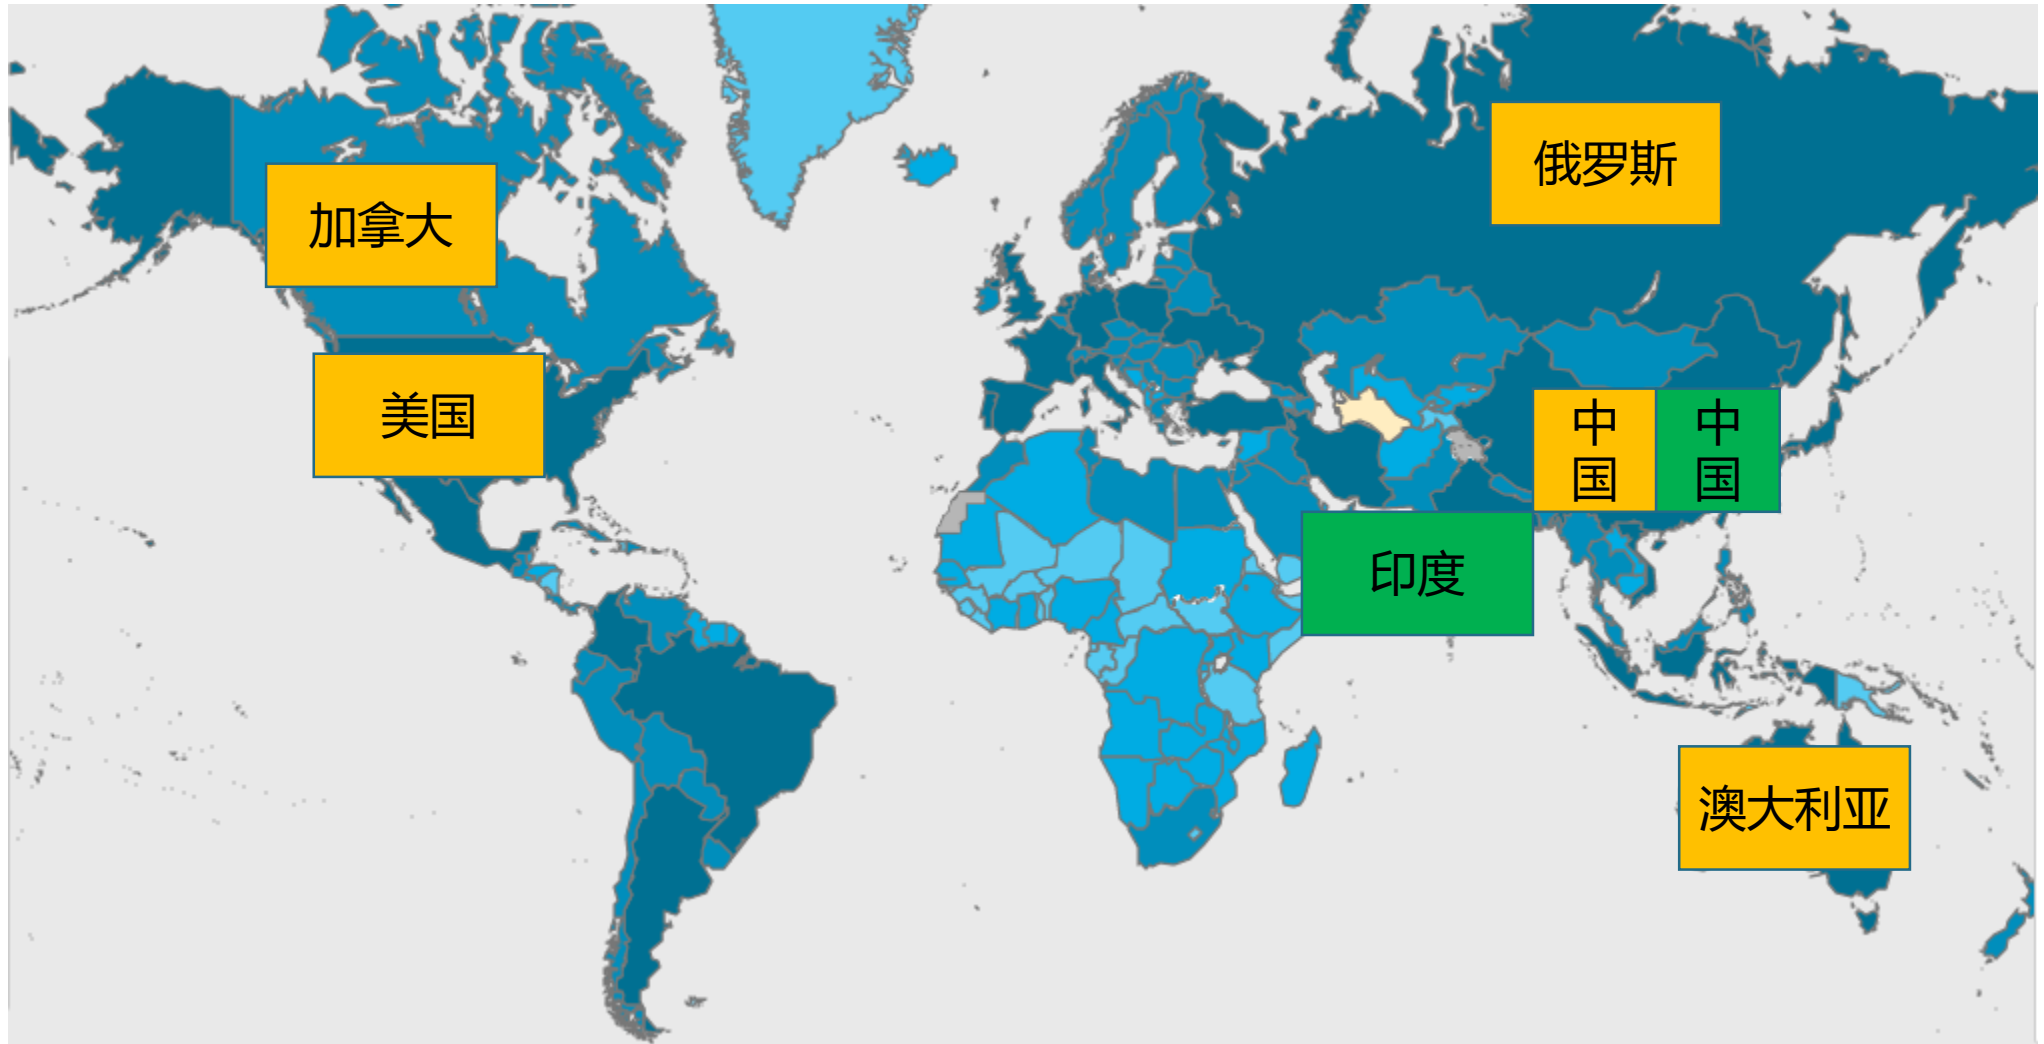 俄罗斯
加拿大
美国
中
国
中
国
印度
澳大利亚